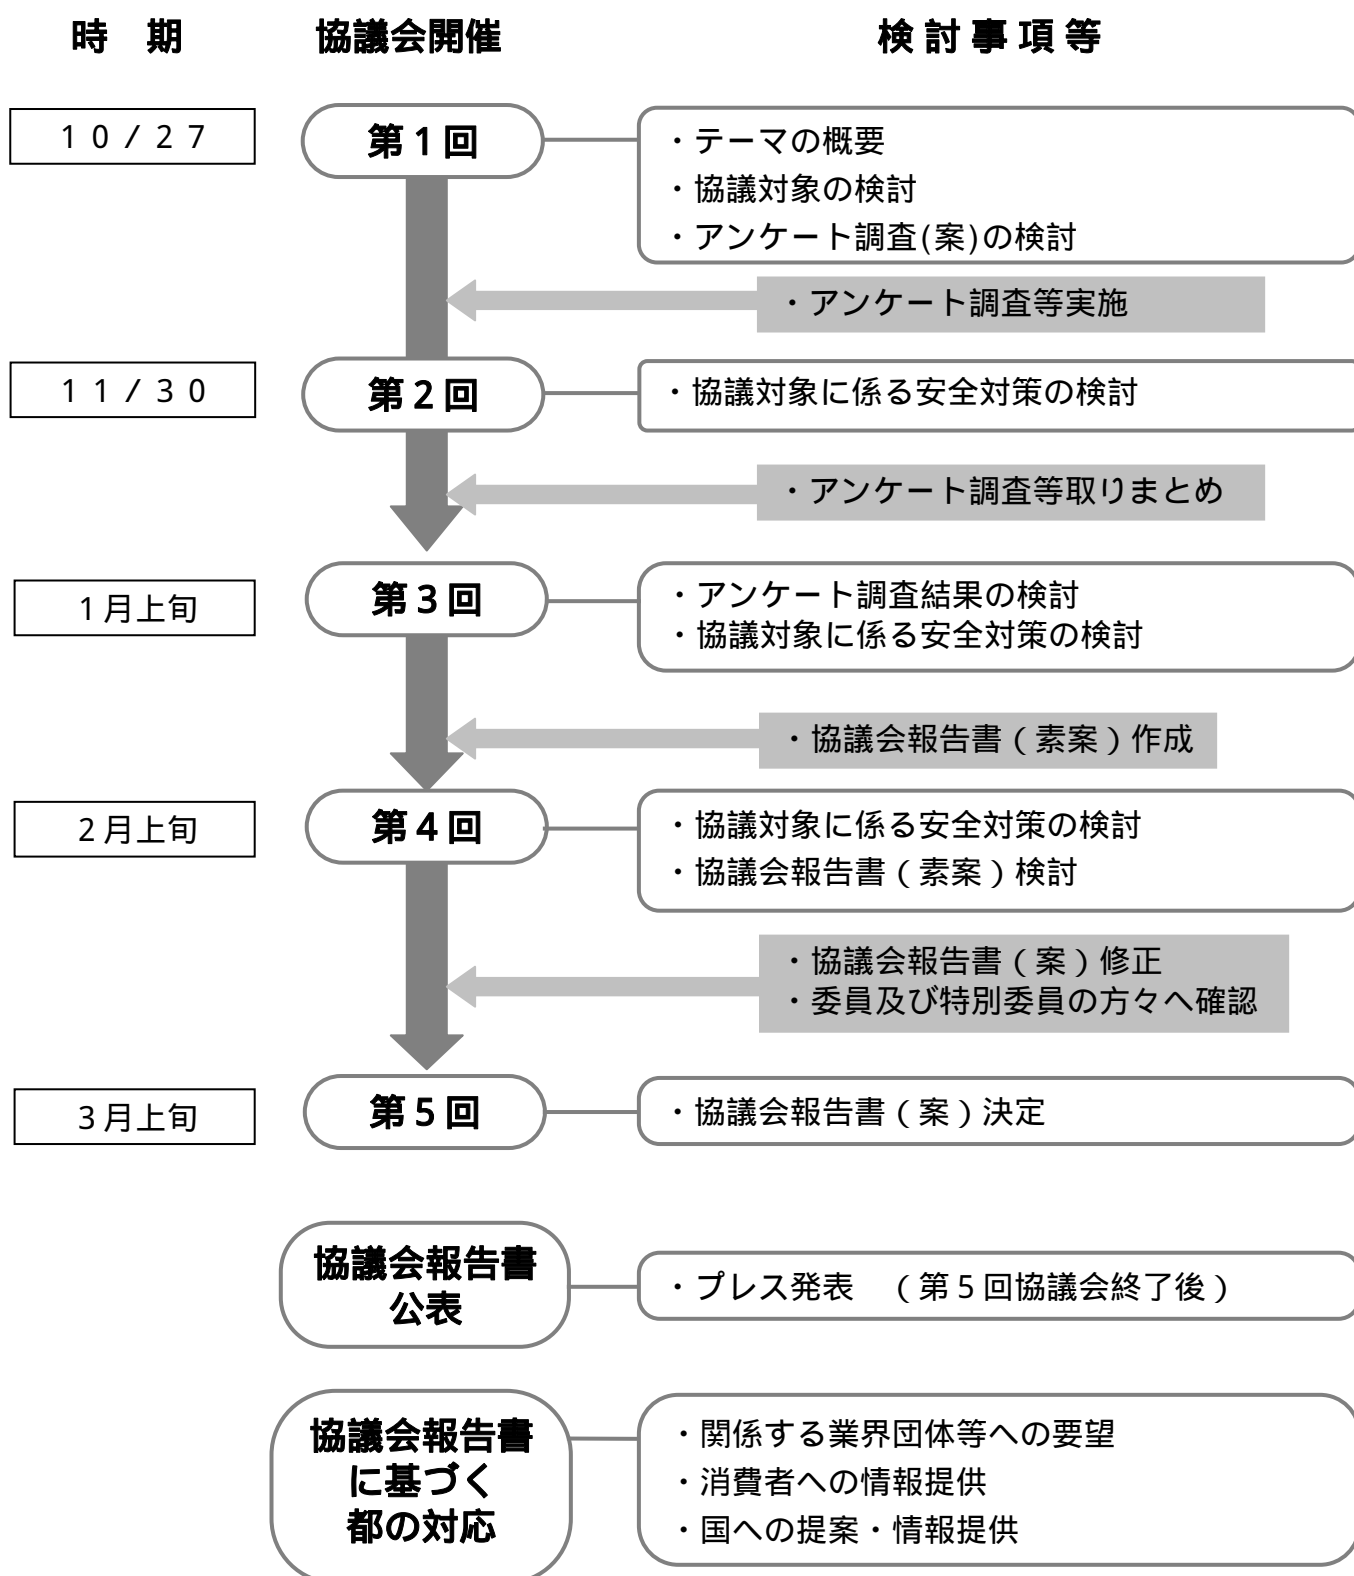 時　期　　協議会開催　　検 討 事 項 等
１０／２７
第１回
・テーマの概要
・協議対象の検討
・アンケート調査(案)の検討
・アンケート調査等実施
１１／３０
第２回
・協議対象に係る安全対策の検討
・アンケート調査等取りまとめ
１月上旬
第３回
・アンケート調査結果の検討
・協議対象に係る安全対策の検討
・協議会報告書（素案）作成
２月上旬
第４回
・協議対象に係る安全対策の検討
・協議会報告書（素案）検討
・協議会報告書（案）修正
・委員及び特別委員の方々へ確認
３月上旬
第５回
・協議会報告書（案）決定
協議会報告書
公表
・プレス発表　（第５回協議会終了後）
協議会報告書
に基づく
都の対応
・関係する業界団体等への要望
・消費者への情報提供
・国への提案・情報提供